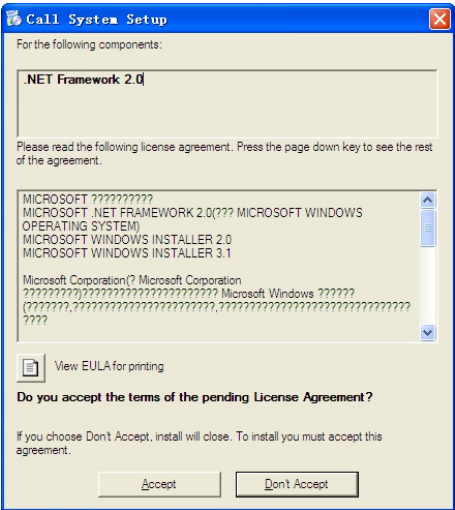 Call System Setup
For the following components:
.NET Framework 2.0
Please read the following license agreement. Press the page down key to see the rest
of the agreement.
MICROSOFT ??????????
MICROSOFT .NET FRAMEWORK 2.0(??? MICROSOFT WINDOWS
OPERATING SYSTEM)
MICROSOFT WINDOWS INSTALLER 2.0
MICROSOFT WINDOWS INSTALLER 3.1
Microsoft Corporation(? Microsoft Corporation
?????????)?????????????????????? Microsoft Windows ??????
(???????,???????????????????????,???????????????????????????????
????
View EULA for printing
Do you accept the terms of the pending License Agreement?
If you choose Don't Accept, install will close. To install you must accept this
agreement.
Accept
Don't Accept